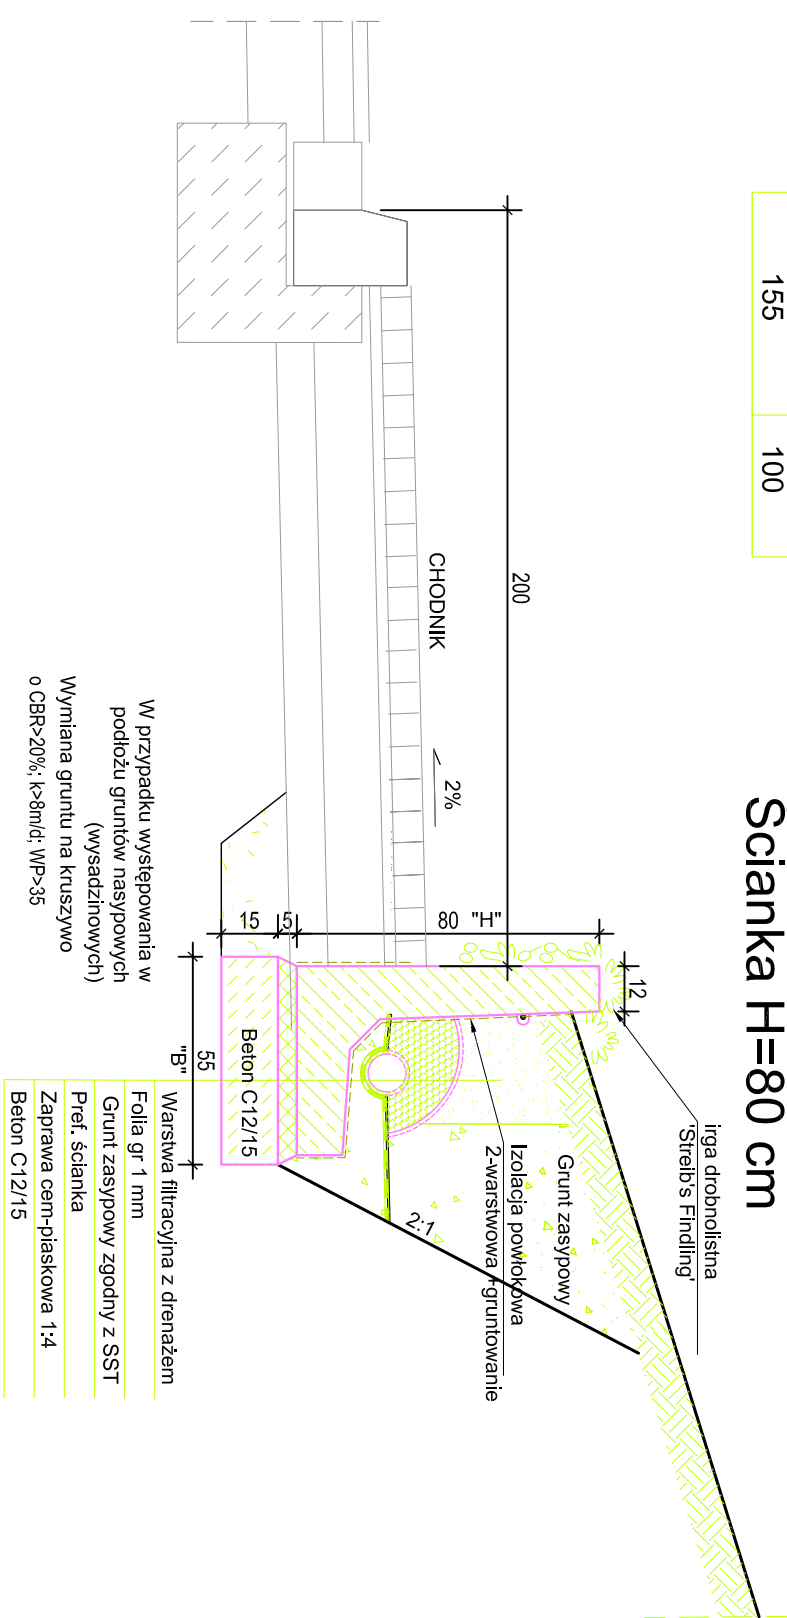 155
100
Scianka H=80 cm
irga drobnolistna
'Streib's Findling'
200
CHODNIK
2%
80 "H"
5
15
12
Grunt zasypowy
Izolacja powłokowa
2-warstwowa +gruntowanie
2:1
Beton C12/15
55
"B"
W przypadku występowania w
podłożu gruntów nasypowych
(wysadzinowych)
Wymiana gruntu na kruszywo
o CBR>20%; k>8m/d; WP>35
Warstwa filtracyjna z drenażem
Folia gr 1 mm
Grunt zasypowy zgodny z SST
Pref. ścianka
Zaprawa cem-piaskowa 1:4
Beton C12/15